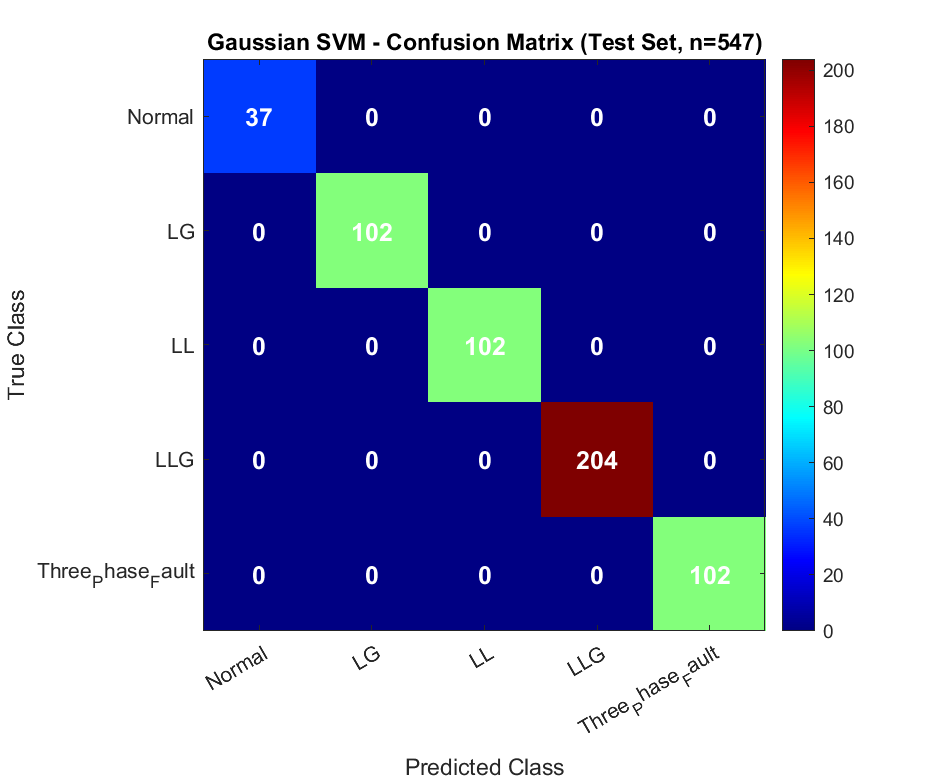 Gaussian SVM - Confusion Matrix (Test Set, n=547)
True Class
Normal 37 0 0 0 0
LG 0 102 0 0 0
LL 0 0 102 0 0
LLG 0 0 0 204 0
Three_Phase_Fault 0 0 0 0 102
Normal LG LL LLG Three_Phase_Fault
Predicted Class
200
180
160
140
120
100
80
60
40
20
0